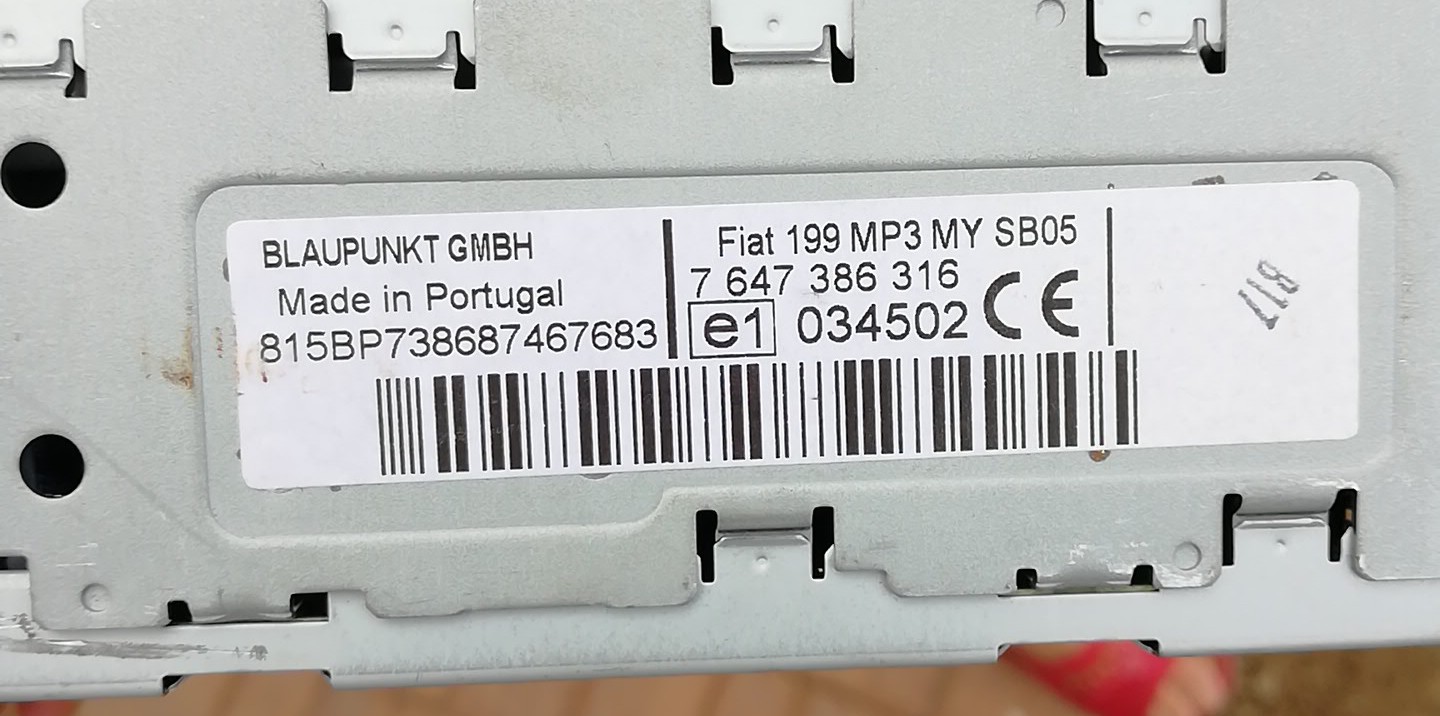 BLAUPUNKT GMBH
Made in Portugal
815BP738687467683
Fiat 199 MP3 MY SB05
7 647 386 316
e1 034502 CE
817